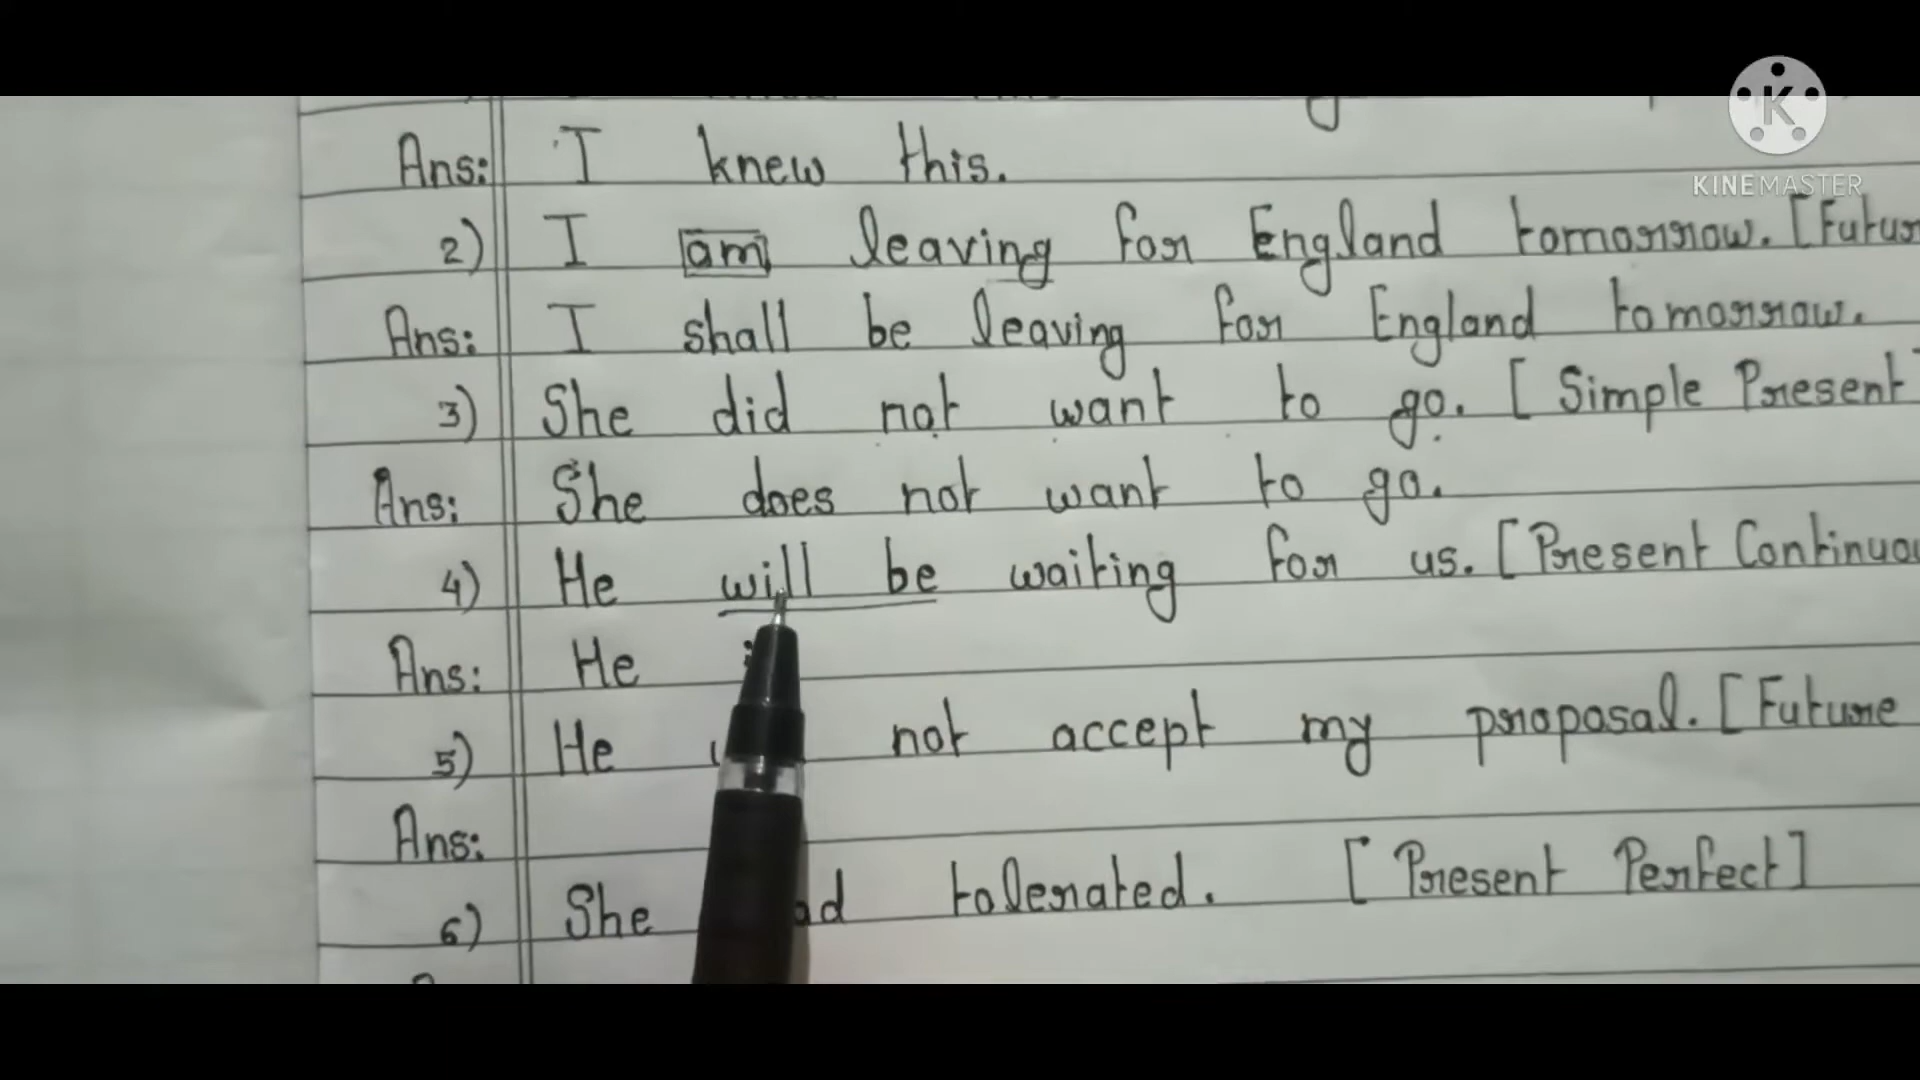 KINEMASTER
Ans: I knew this.
2) I am leaving for England tomorrow. [Futur
Ans: I shall be leaving for England tomorrow.
3) She did not want to go. [ Simple Present
Ans: She does not want to go.
4) He will be waiting for us. [Present Continuou
Ans: He
5) He not accept my proposal. [Future
Ans:
6) She ad tolerated. [ Present Perfect]